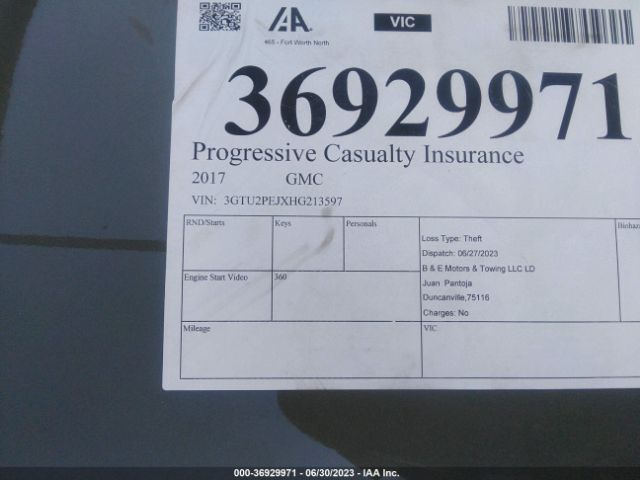 IAA.
VIC
465 - Fort Worth North
36929971
Progressive Casualty Insurance
2017 GMC
VIN: 3GTU2PEJXHG213597
RND/Starts
Keys
Personals
Loss Type: Theft
Dispatch: 06/27/2023
B & E Motors & Towing LLC LD
Juan Pantoja
Duncanville,75116
Charges: No
Engine Start Video
360
Mileage
VIC
000-36929971 - 06/30/2023 - IAA Inc.